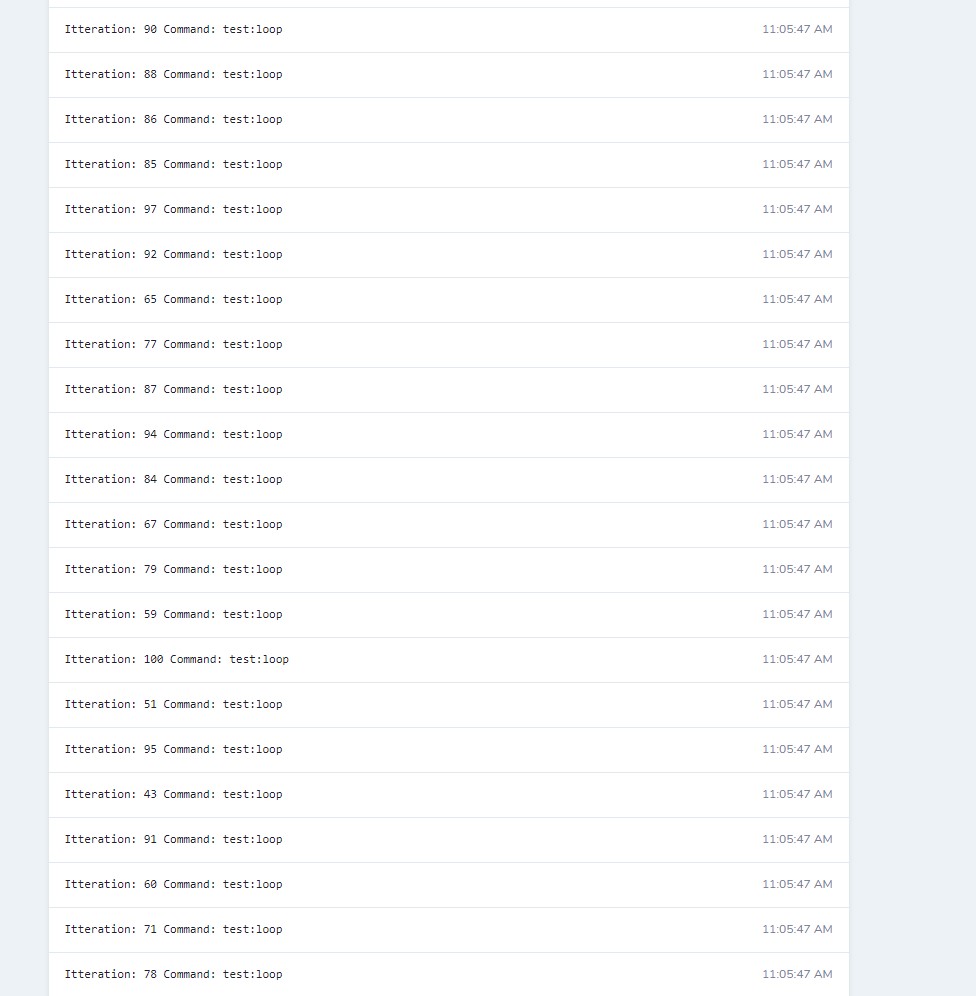 Itteration: 90 Command: test:loop 11:05:47 AM
Itteration: 88 Command: test:loop 11:05:47 AM
Itteration: 86 Command: test:loop 11:05:47 AM
Itteration: 85 Command: test:loop 11:05:47 AM
Itteration: 97 Command: test:loop 11:05:47 AM
Itteration: 92 Command: test:loop 11:05:47 AM
Itteration: 65 Command: test:loop 11:05:47 AM
Itteration: 77 Command: test:loop 11:05:47 AM
Itteration: 87 Command: test:loop 11:05:47 AM
Itteration: 94 Command: test:loop 11:05:47 AM
Itteration: 84 Command: test:loop 11:05:47 AM
Itteration: 67 Command: test:loop 11:05:47 AM
Itteration: 79 Command: test:loop 11:05:47 AM
Itteration: 59 Command: test:loop 11:05:47 AM
Itteration: 100 Command: test:loop 11:05:47 AM
Itteration: 51 Command: test:loop 11:05:47 AM
Itteration: 95 Command: test:loop 11:05:47 AM
Itteration: 43 Command: test:loop 11:05:47 AM
Itteration: 91 Command: test:loop 11:05:47 AM
Itteration: 60 Command: test:loop 11:05:47 AM
Itteration: 71 Command: test:loop 11:05:47 AM
Itteration: 78 Command: test:loop 11:05:47 AM